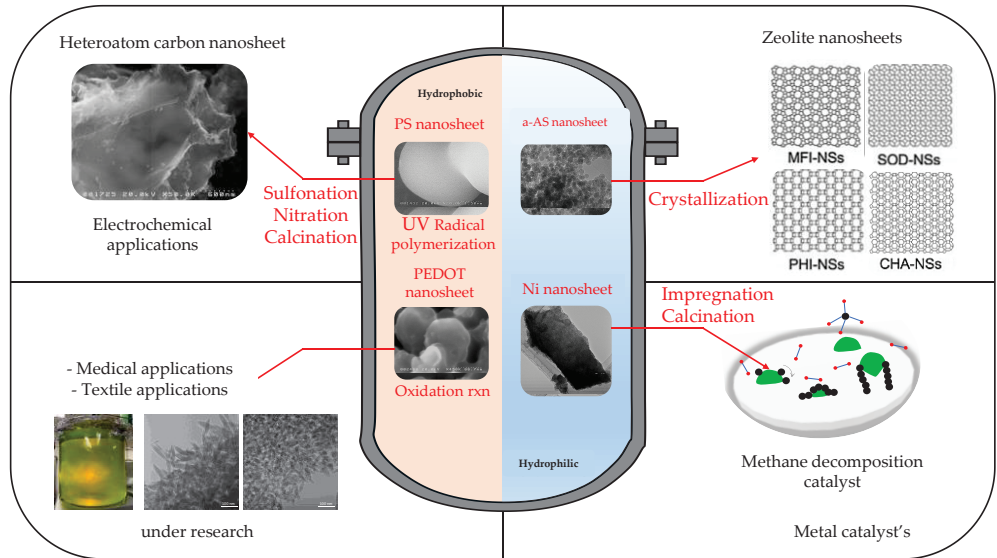 Heteroatom carbon nanosheet
Electrochemical
applications
Sulfonation
Nitration
Calcination
Hydrophobic
PS nanosheet
UV Radical
polymerization
PEDOT
nanosheet
Oxidation rxn
a-AS nanosheet
Ni nanosheet
Hydrophilic
Zeolite nanosheets
MFI-NSs
SOD-NSs
PHI-NSs
CHA-NSs
Crystallization
Impregnation
Calcination
Methane decomposition
catalyst
Metal catalyst's
- Medical applications
- Textile applications
under research